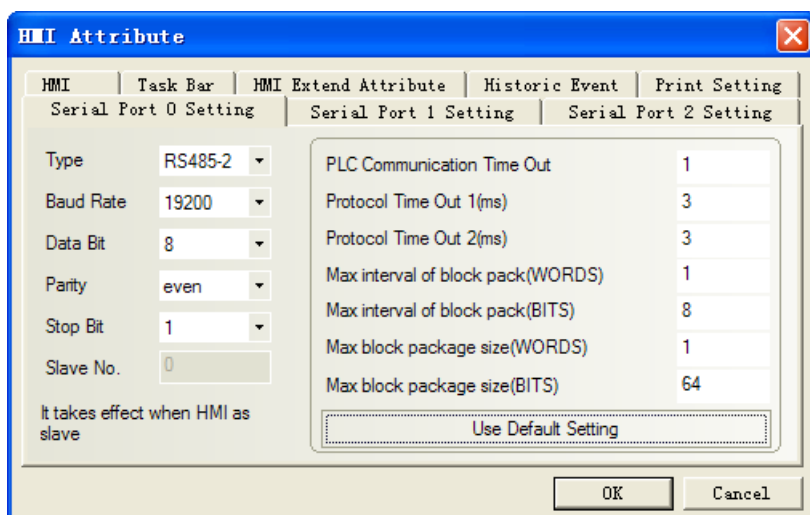 HMI Attribute
HMI
Task Bar
HMI Extend Attribute
Historic Event
Print Setting
Serial Port 0 Setting
Serial Port 1 Setting
Serial Port 2 Setting
Type
RS485-2
Baud Rate
19200
Data Bit
8
Parity
even
Stop Bit
1
Slave No.
0
It takes effect when HMI as
slave
PLC Communication Time Out
1
Protocol Time Out 1(ms)
3
Protocol Time Out 2(ms)
3
Max interval of block pack(WORDS)
1
Max interval of block pack(BITS)
8
Max block package size(WORDS)
1
Max block package size(BITS)
64
Use Default Setting
OK
Cancel